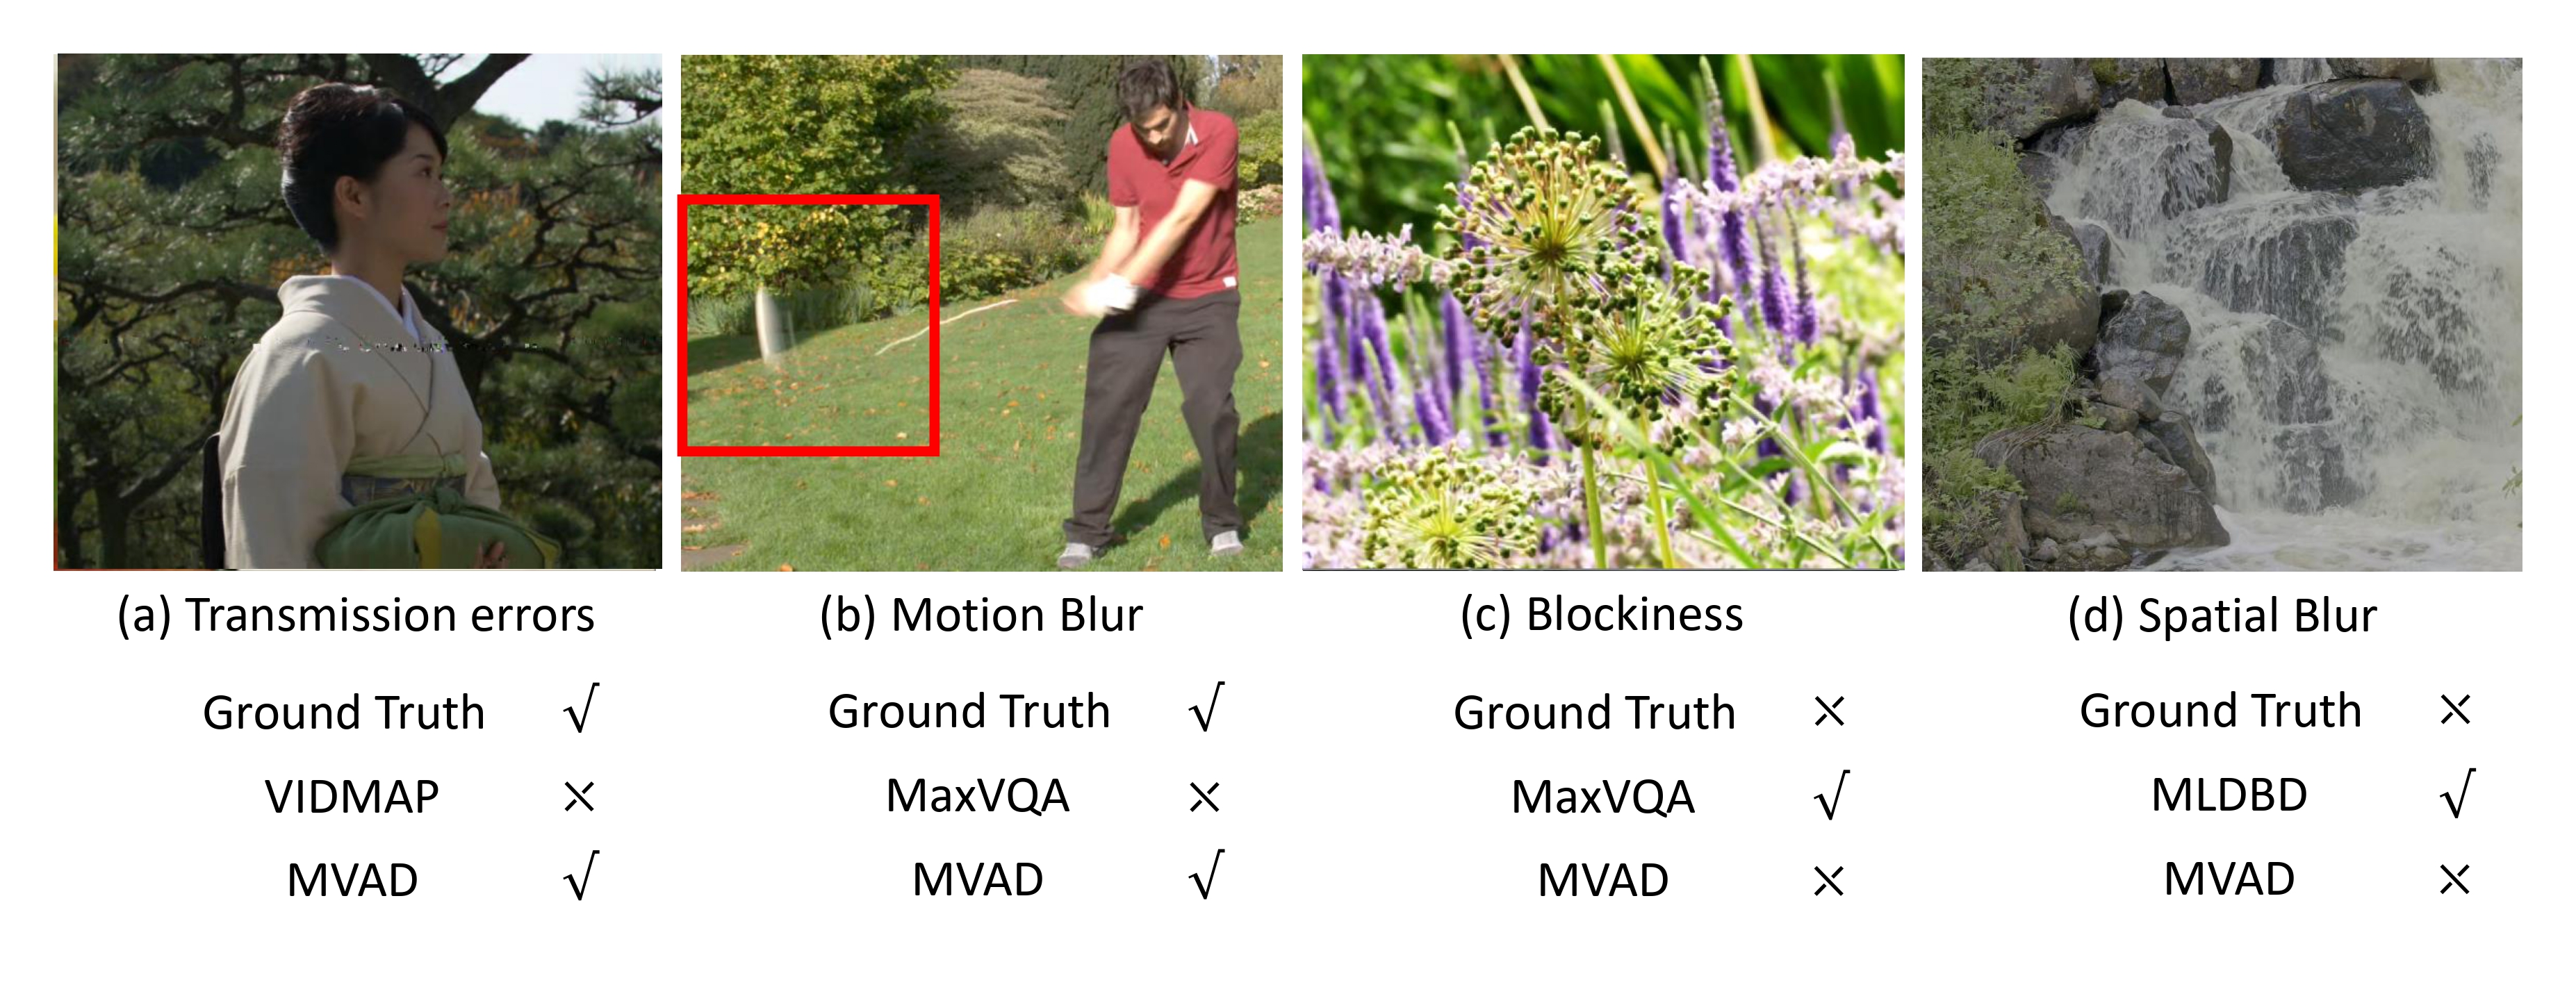 (a) Transmission errors
Ground Truth √
VIDMAP ×
MVAD √
(b) Motion Blur
Ground Truth √
MaxVQA ×
MVAD √
(c) Blockiness
Ground Truth ×
MaxVQA √
MVAD ×
(d) Spatial Blur
Ground Truth ×
MLDBD √
MVAD ×